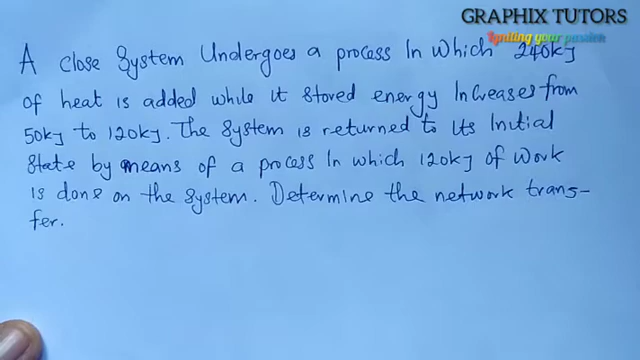 GRAPHIX TUTORS
Igniting your passion
A close System Undergoes a process In which 240kJ
of heat is added while it stored energy Increases from
50kJ to 120kJ. The System is returned to Its Initial
State by means of a process In which 120kJ of Work
is done on the System. Determine the network trans-
fer.